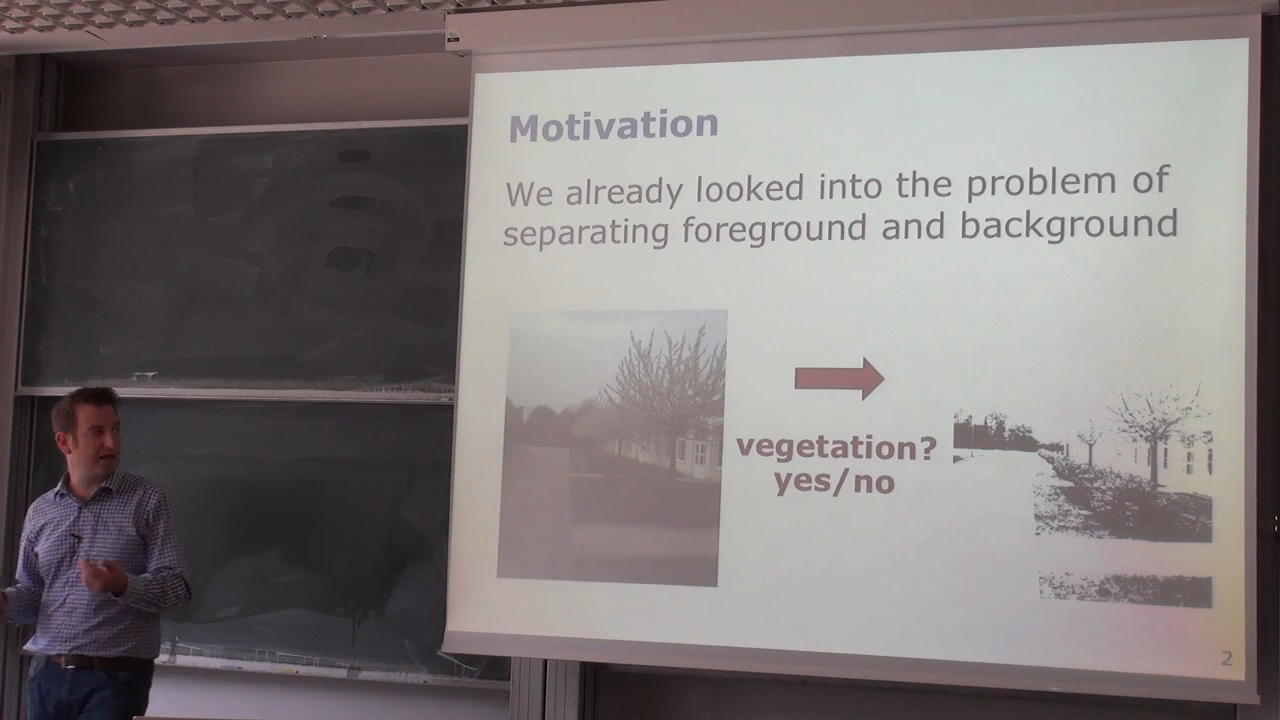 Motivation
We already looked into the problem of
separating foreground and background
vegetation?
yes/no
2